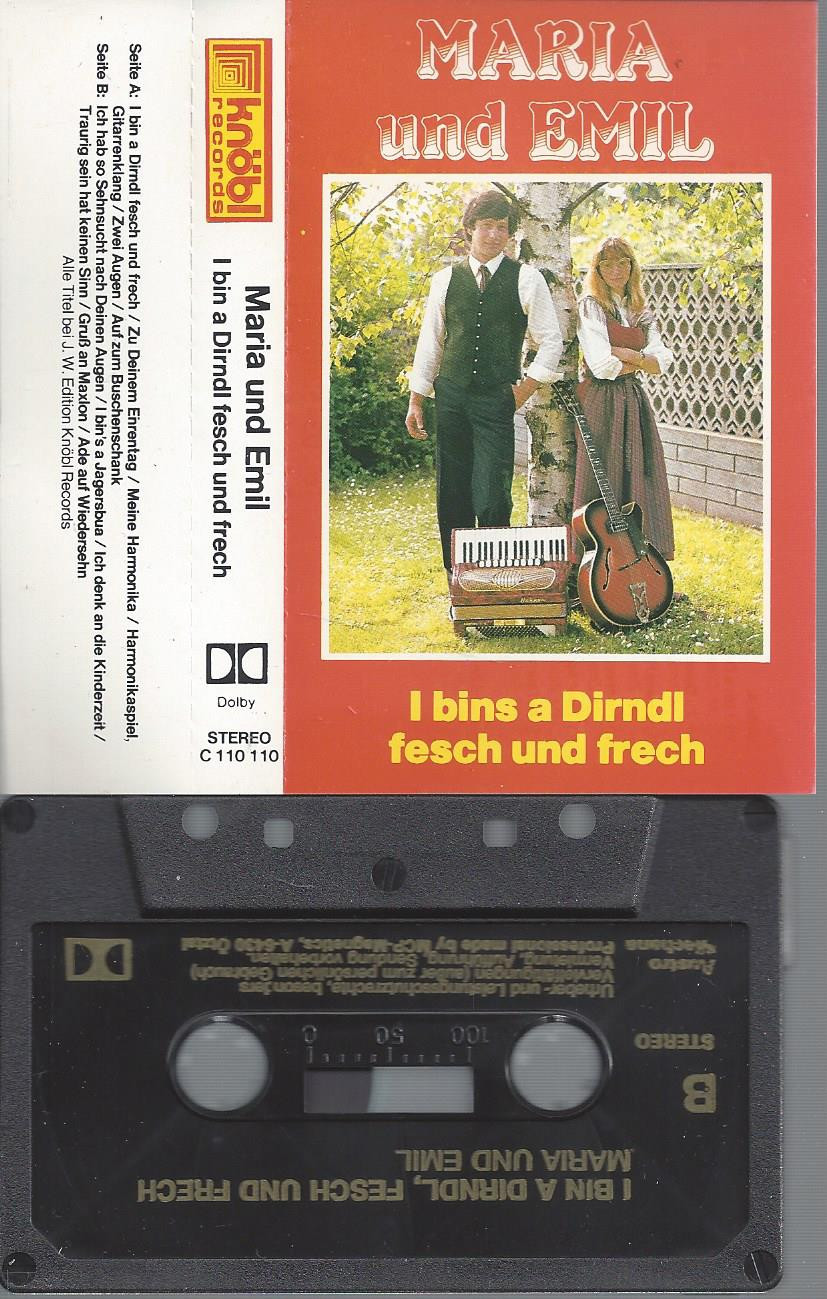 MARIA
und EMIL
I bins a Dirndl
fesch und frech
knöbl
records
Maria und Emil
I bin a Dirndl fesch und frech
Dolby
STEREO
C 110 110
Seite A: I bin a Dirndl fesch und frech / Zu Deinem Ehrentag / Meine Harmonika / Harmonikaspiel,
Gitarrenklang / Zwei Augen / Auf zum Buschenschank
Seite B: Ich hab so Sehnsucht nach Deinen Augen / I bin's a Jagersbua / Ich denk an die Kinderzeit /
Traurig sein hat keinen Sinn / Gruß an Maxlon / Ade auf Wiedersehn
Alle Titel bei J. W. Edition Knöbl Records
I BIN A DIRNDL, FESCH UND FRECH
MARIA UND EMIL
B
STEREO
0 50 100
Urheber- und Leistungsschutzrechte, besonders
Vervielfältigungen (außer zum persönlichen Gebrauch)
Vermietung, Aufführung, Sendung vorbehalten.
Austro Mechana
Professional made by MCP-Magnetics, A-6430 Ötztal